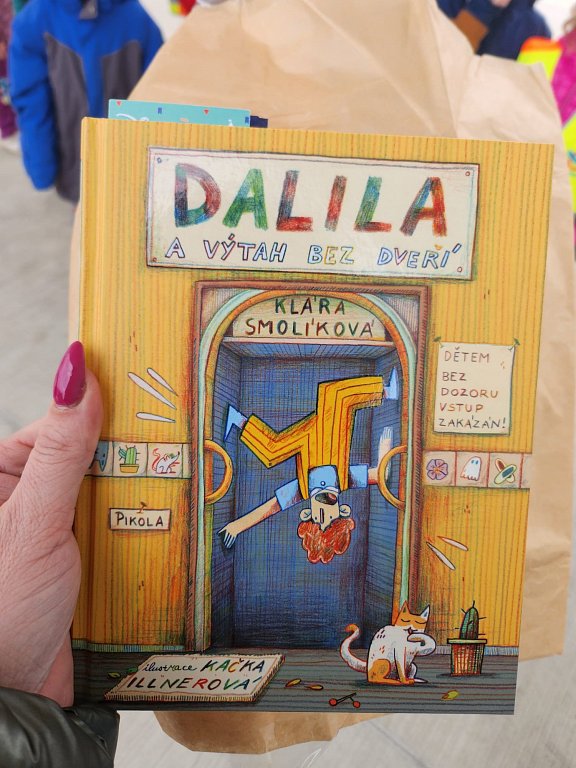 DALILA
A VÝTAH BEZ DVEŘÍ
KLÁRA
SMOLÍKOVÁ
DĚTEM
BEZ
DOZORU
VSTUP
ZAKÁZÁN!
PIKOLA
ilustrace KAČKA
ILLNEROVÁ